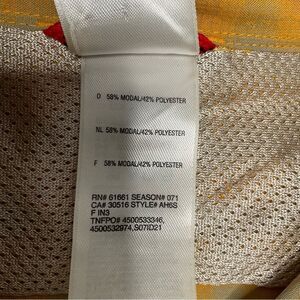 D 58% MODAL/42% POLYESTER
NL 58% MODAL/42% POLYESTER
F 58% MODAL/42% POLYESTER
RN# 61661 SEASON# 071
CA# 30516 STYLE# AH6S
F IN3
TNFPO# 4500533346,
4500532974,S07ID21